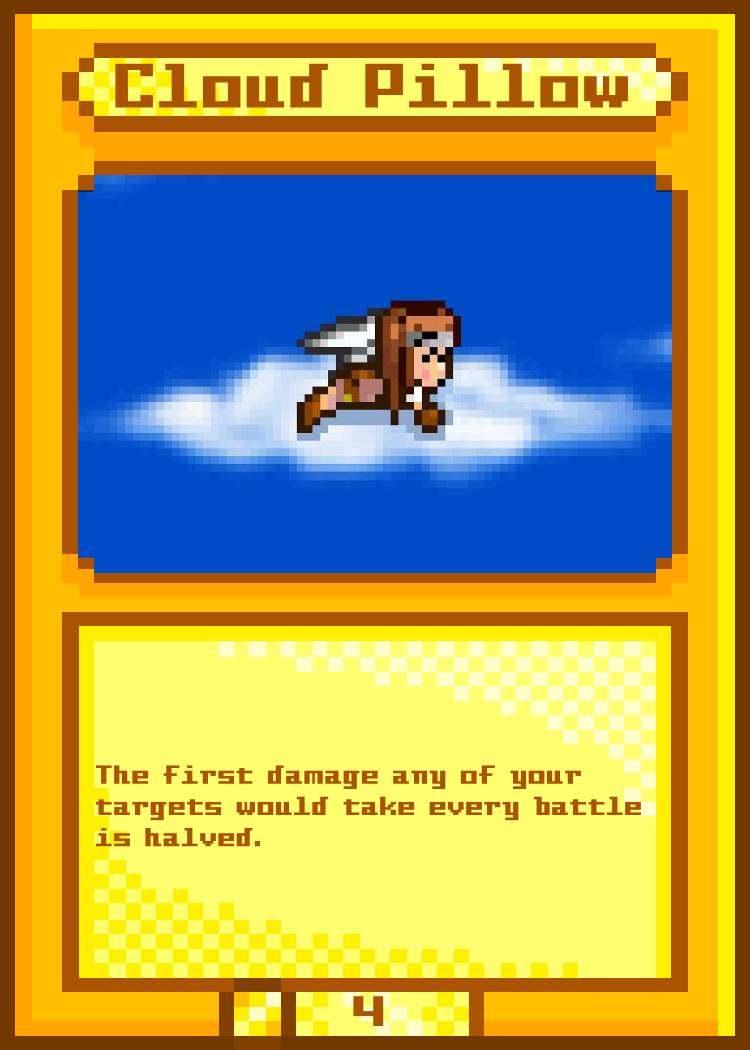 Cloud Pillow
The first damage any of your
targets would take every battle
is halved.
4